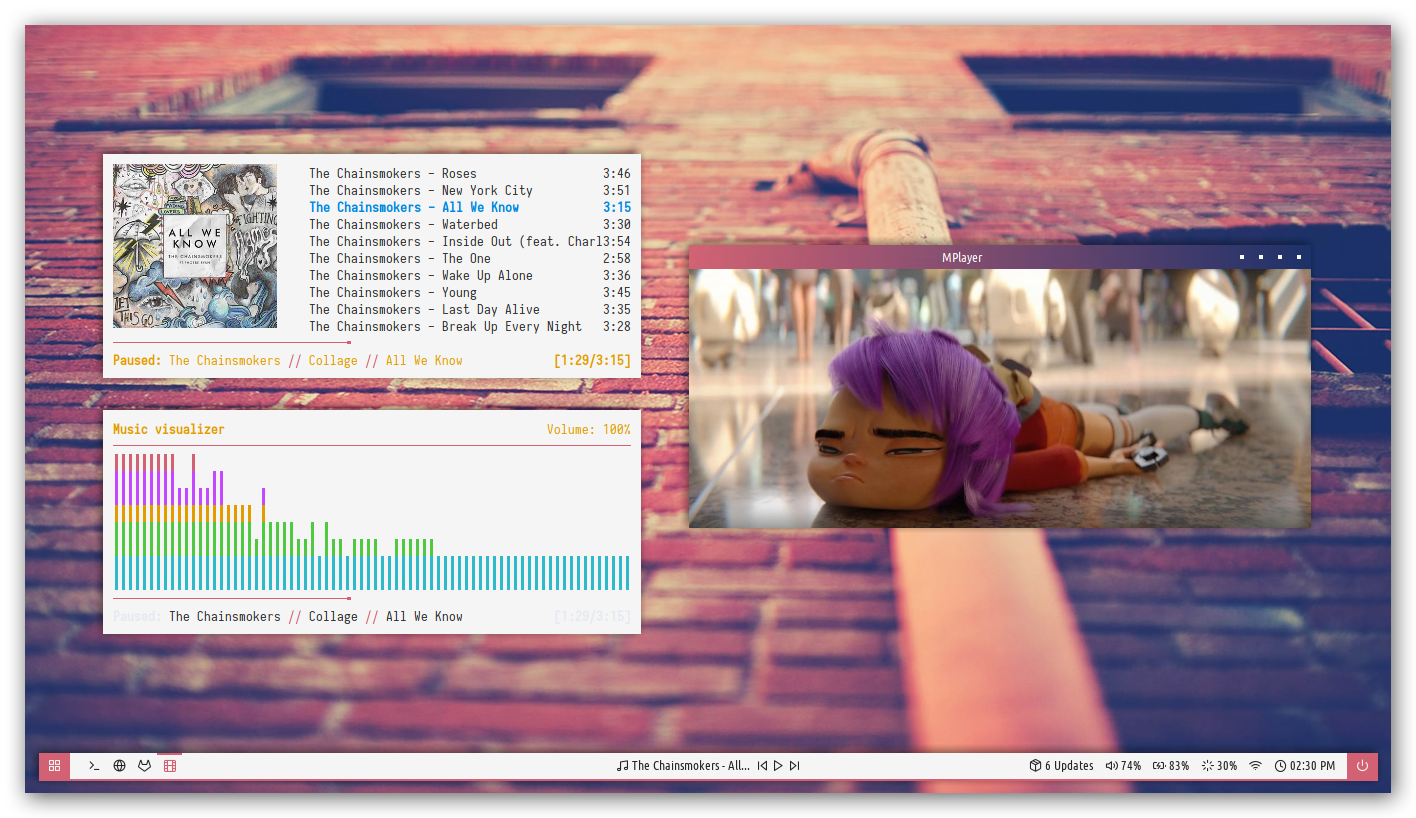 The Chainsmokers - Roses 3:46
The Chainsmokers - New York City 3:51
The Chainsmokers - All We Know 3:15
The Chainsmokers - Waterbed 3:30
The Chainsmokers - Inside Out (feat. Charl3:54
The Chainsmokers - The One 2:58
The Chainsmokers - Wake Up Alone 3:36
The Chainsmokers - Young 3:45
The Chainsmokers - Last Day Alive 3:35
The Chainsmokers - Break Up Every Night 3:28
LOVERS
FIGHTING
ALL WE
KNOW
THE CHAINSMOKERS
LET
THIS GO
Paused: The Chainsmokers // Collage // All We Know [1:29/3:15]
MPlayer
Music visualizer Volume: 100%
Paused: The Chainsmokers // Collage // All We Know [1:29/3:15]
The Chainsmokers - All... 6 Updates 74% 83% 30% 02:30 PM